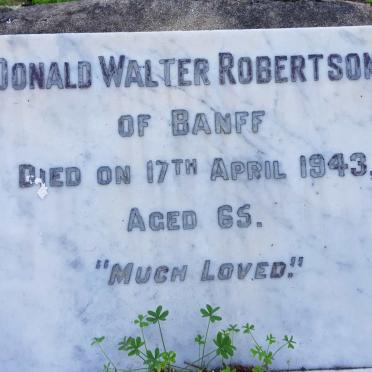 Donald Walter Robertson
of Banff
Died on 17th April 1943,
Aged 65.
"Much Loved."